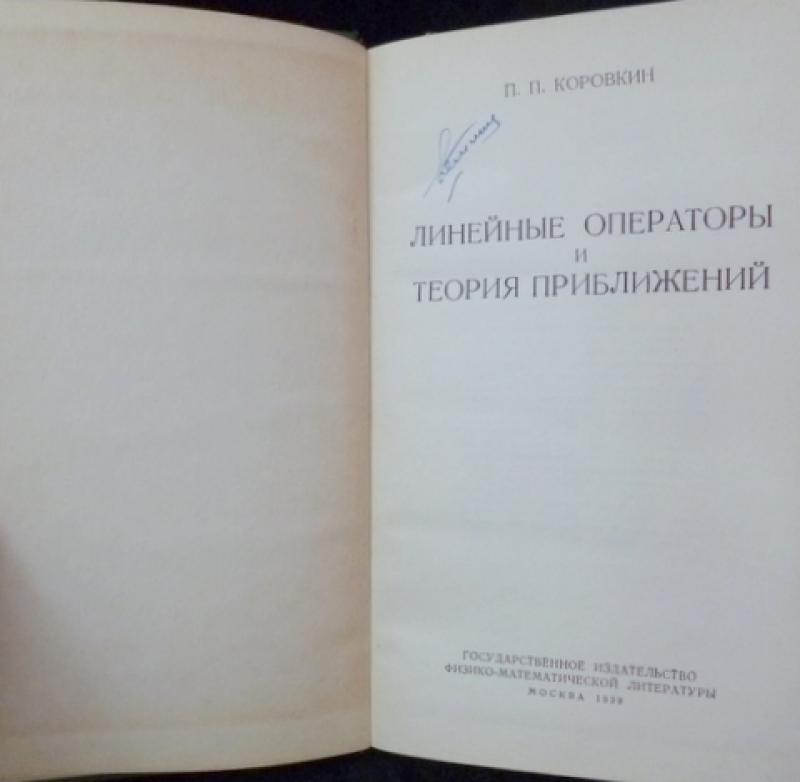 П. П. КОРОВКИН
ЛИНЕЙНЫЕ ОПЕРАТОРЫ
И
ТЕОРИЯ ПРИБЛИЖЕНИЙ
ГОСУДАРСТВЕННОЕ ИЗДАТЕЛЬСТВО
ФИЗИКО-МАТЕМАТИЧЕСКОЙ ЛИТЕРАТУРЫ
МОСКВА 1959